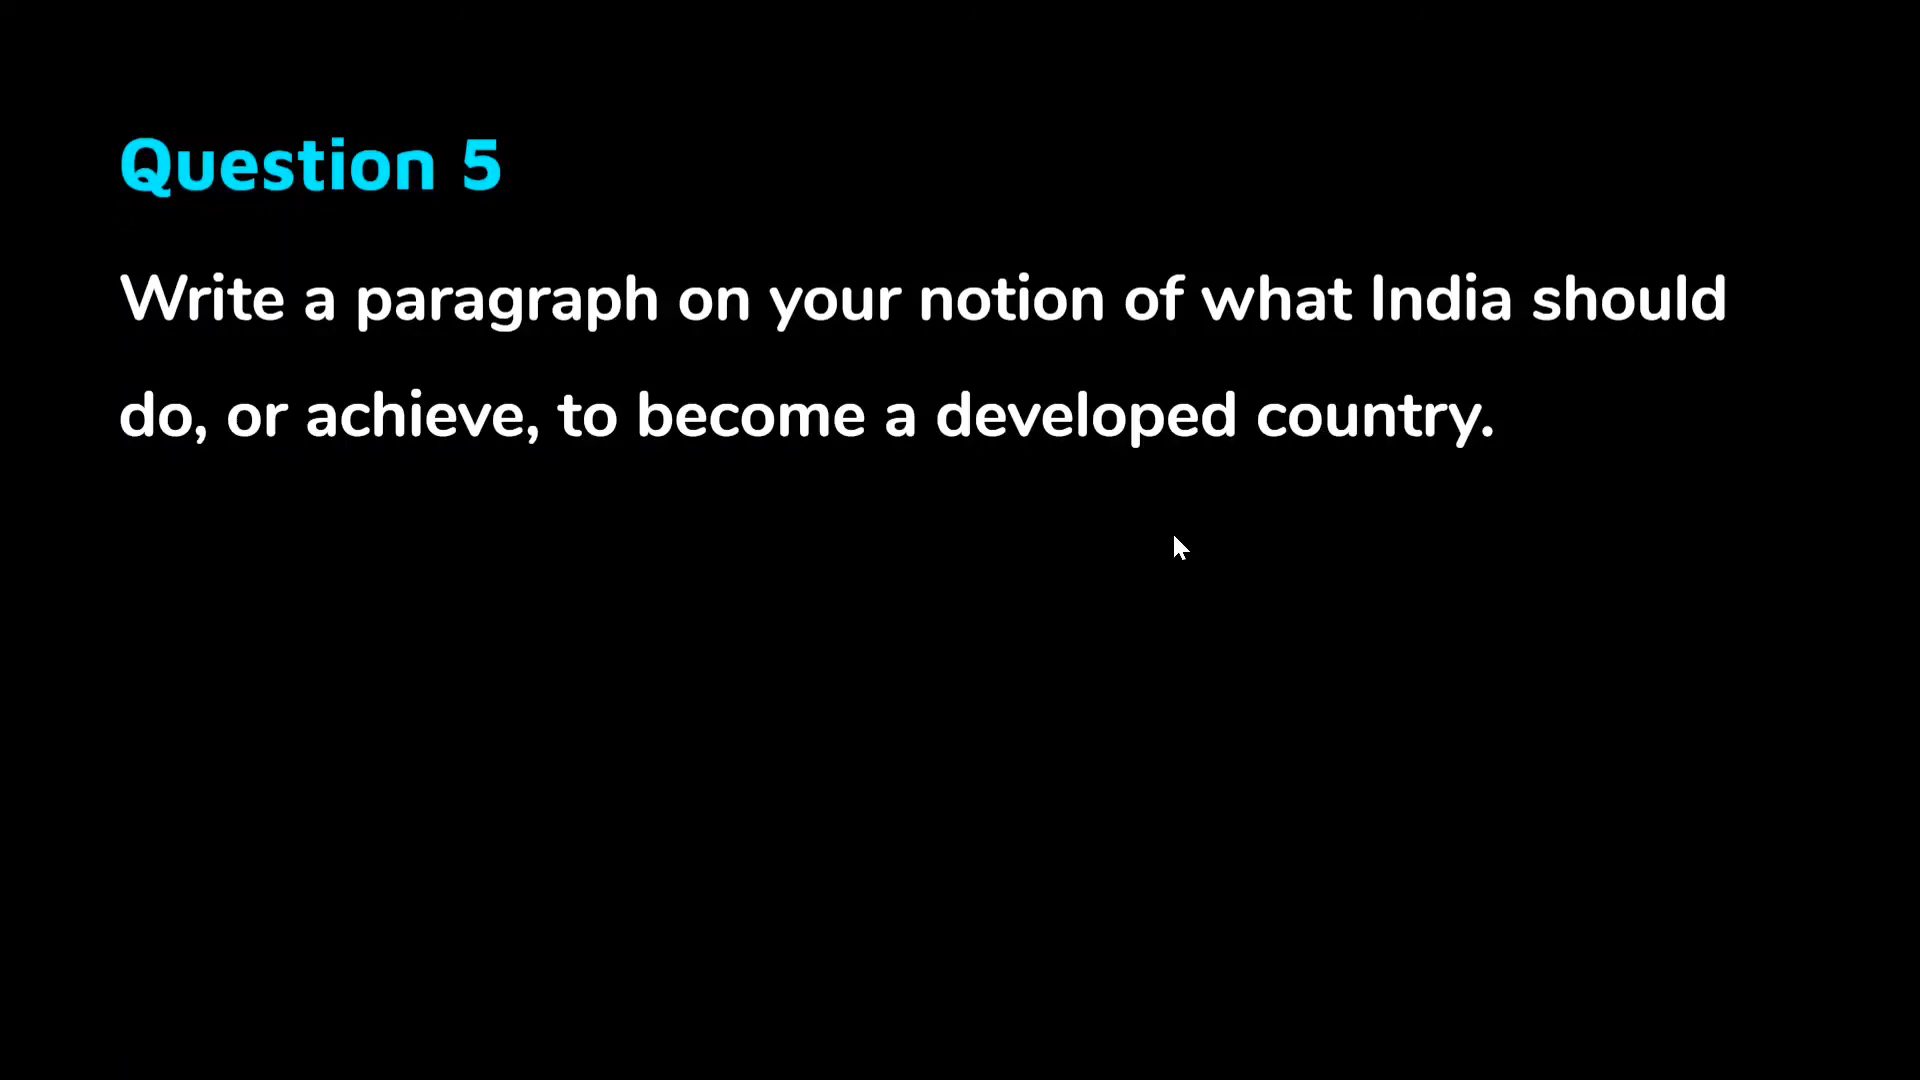 Question 5
Write a paragraph on your notion of what India should
do, or achieve, to become a developed country.